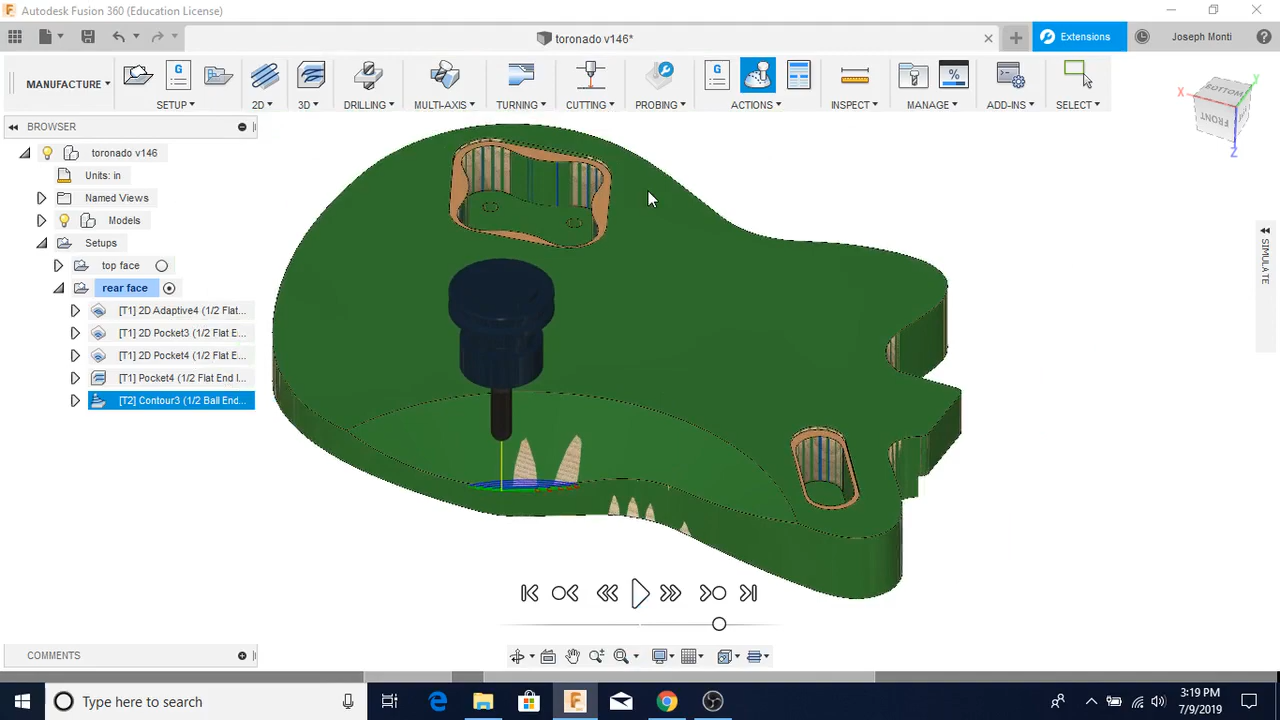 Autodesk Fusion 360 (Education License)
toronado v146*
Extensions
Joseph Monti
MANUFACTURE
SETUP
2D
3D
DRILLING
MULTI-AXIS
TURNING
CUTTING
PROBING
ACTIONS
INSPECT
MANAGE
ADD-INS
SELECT
BROWSER
toronado v146
Units: in
Named Views
Models
Setups
top face
rear face
[T1] 2D Adaptive4 (1/2 Flat...
[T1] 2D Pocket3 (1/2 Flat E...
[T1] 2D Pocket4 (1/2 Flat E...
[T1] Pocket4 (1/2 Flat End I...
[T2] Contour3 (1/2 Ball End...
BOTTOM
FRONT
X
Y
Z
SIMULATE
COMMENTS
Type here to search
3:19 PM
7/9/2019